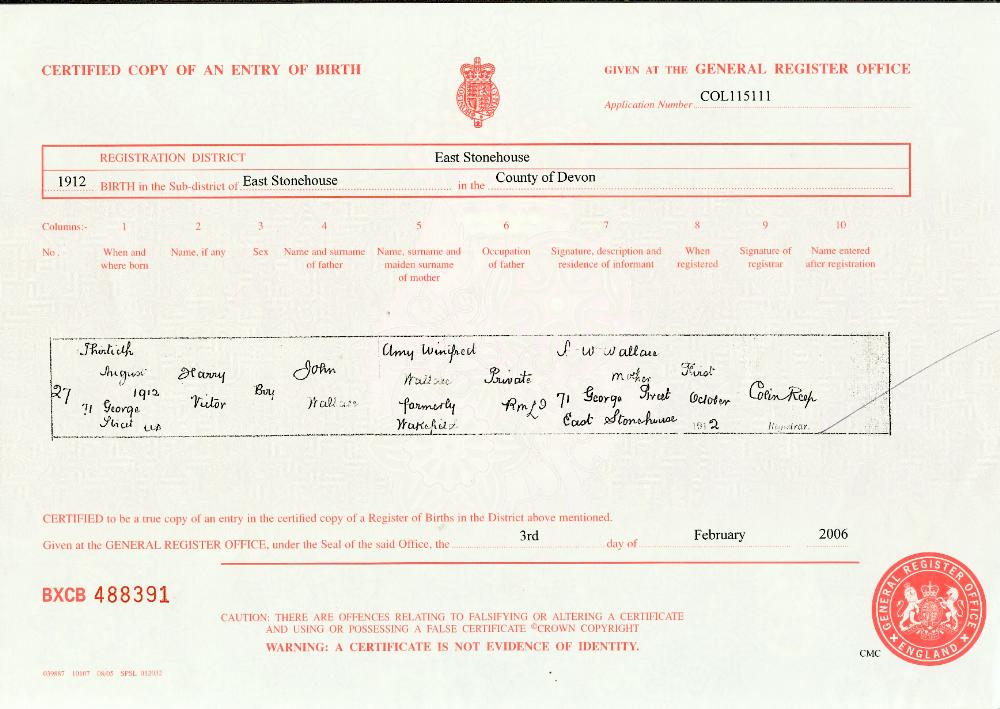 CERTIFIED COPY OF AN ENTRY OF BIRTH
GIVEN AT THE GENERAL REGISTER OFFICE
Application Number COL115111
REGISTRATION DISTRICT East Stonehouse
1912 BIRTH in the Sub-district of East Stonehouse in the County of Devon
Columns:- 1 2 3 4 5 6 7 8 9 10
No. When and where born Name, if any Sex Name and surname of father Name, surname and maiden surname of mother Occupation of father Signature, description and residence of informant When registered Signature of registrar Name entered after registration
27
Thirtieth
August
1912
71 George
Street
Harry
Victor
Boy
John
Wallace
Amy Winifred
Wallace
formerly
Wakefield
Private
W Wallace
Mother
71 George Street
East Stonehouse
First
October
1912
Colin
Registrar.
CERTIFIED to be a true copy of an entry in the certified copy of a Register of Births in the District above mentioned.
Given at the GENERAL REGISTER OFFICE, under the Seal of the said Office, the 3rd day of February 2006
BXCB 488391
CAUTION: THERE ARE OFFENCES RELATING TO FALSIFYING OR ALTERING A CERTIFICATE
AND USING OR POSSESSING A FALSE CERTIFICATE ©CROWN COPYRIGHT
WARNING: A CERTIFICATE IS NOT EVIDENCE OF IDENTITY.
GENERAL REGISTER OFFICE
ENGLAND
CMC
039887 10107 08/05 SPSL 012032